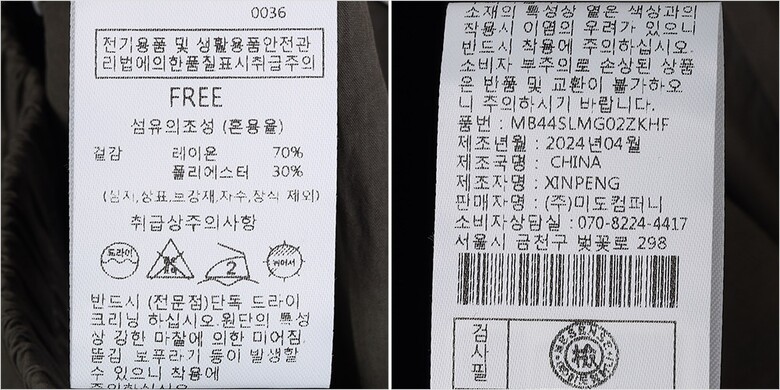 0036
전기용품 및 생활용품안전관
리법에의한품질표시취급주의
FREE
섬유의조성 (혼용율)
겉감 레이온 70%
폴리에스터 30%
(심지,상표,보강재,자수,장식 제외)
취급상주의사항
드라이
2
뉘어서
반드시 (전문점)단독 드라이
크리닝 하십시오.원단의 특성
상 강한 마찰에 의한 미어짐.
뜯김 보푸라기 등이 발생할
수 있으니 착용에
주의하십시오
소재의 특성상 옅은 색상과의
착용시 이염의 우려가 있으니
반드시 착용에 주의하십시오.
소비자 부주의로 손상된 상품
은 반품 및 교환이 불가하오
니 주의하시기 바랍니다.
품번 : MB44SLMG02ZKHF
제조년월 : 2024년04월
제조국명 : CHINA
제조자명 : XINPENG
판매자명 : (주)미도컴퍼니
소비자상담실 : 070-8224-4417
서울시 금천구 벚꽃로 298
검
사
필